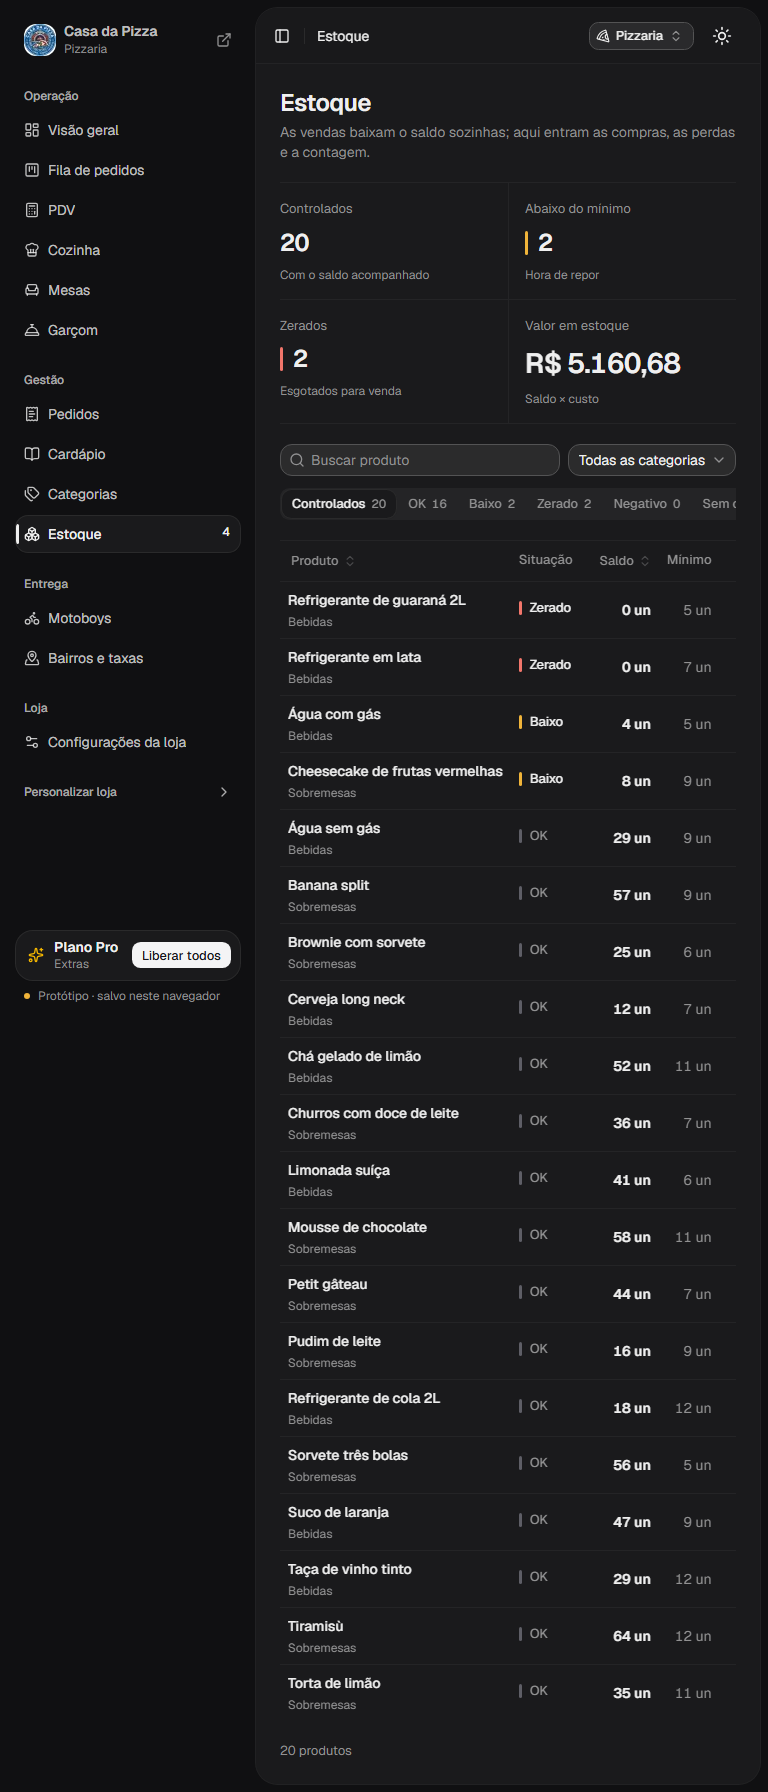 Casa da Pizza
Pizzaria
Operação
Visão geral
Fila de pedidos
PDV
Cozinha
Mesas
Garçom
Gestão
Pedidos
Cardápio
Categorias
Estoque 4
Entrega
Motoboys
Bairros e taxas
Loja
Configurações da loja
Personalizar loja
Plano Pro
Extras
Liberar todos
Protótipo · salvo neste navegador
Estoque
Pizzaria
Estoque
As vendas baixam o saldo sozinhas; aqui entram as compras, as perdas
e a contagem.
Controlados
20
Com o saldo acompanhado
Abaixo do mínimo
2
Hora de repor
Zerados
2
Esgotados para venda
Valor em estoque
R$ 5.160,68
Saldo × custo
Buscar produto
Todas as categorias
Controlados 20 OK 16 Baixo 2 Zerado 2 Negativo 0 Sem
Produto Situação Saldo Mínimo
Refrigerante de guaraná 2L Zerado 0 un 5 un
Bebidas
Refrigerante em lata Zerado 0 un 7 un
Bebidas
Água com gás Baixo 4 un 5 un
Bebidas
Cheesecake de frutas vermelhas Baixo 8 un 9 un
Sobremesas
Água sem gás OK 29 un 9 un
Bebidas
Banana split OK 57 un 9 un
Sobremesas
Brownie com sorvete OK 25 un 6 un
Sobremesas
Cerveja long neck OK 12 un 7 un
Bebidas
Chá gelado de limão OK 52 un 11 un
Bebidas
Churros com doce de leite OK 36 un 7 un
Sobremesas
Limonada suíça OK 41 un 6 un
Bebidas
Mousse de chocolate OK 58 un 11 un
Sobremesas
Petit gâteau OK 44 un 7 un
Sobremesas
Pudim de leite OK 16 un 9 un
Sobremesas
Refrigerante de cola 2L OK 18 un 12 un
Bebidas
Sorvete três bolas OK 56 un 5 un
Sobremesas
Suco de laranja OK 47 un 9 un
Bebidas
Taça de vinho tinto OK 29 un 12 un
Bebidas
Tiramisù OK 64 un 12 un
Sobremesas
Torta de limão OK 35 un 11 un
Sobremesas
20 produtos